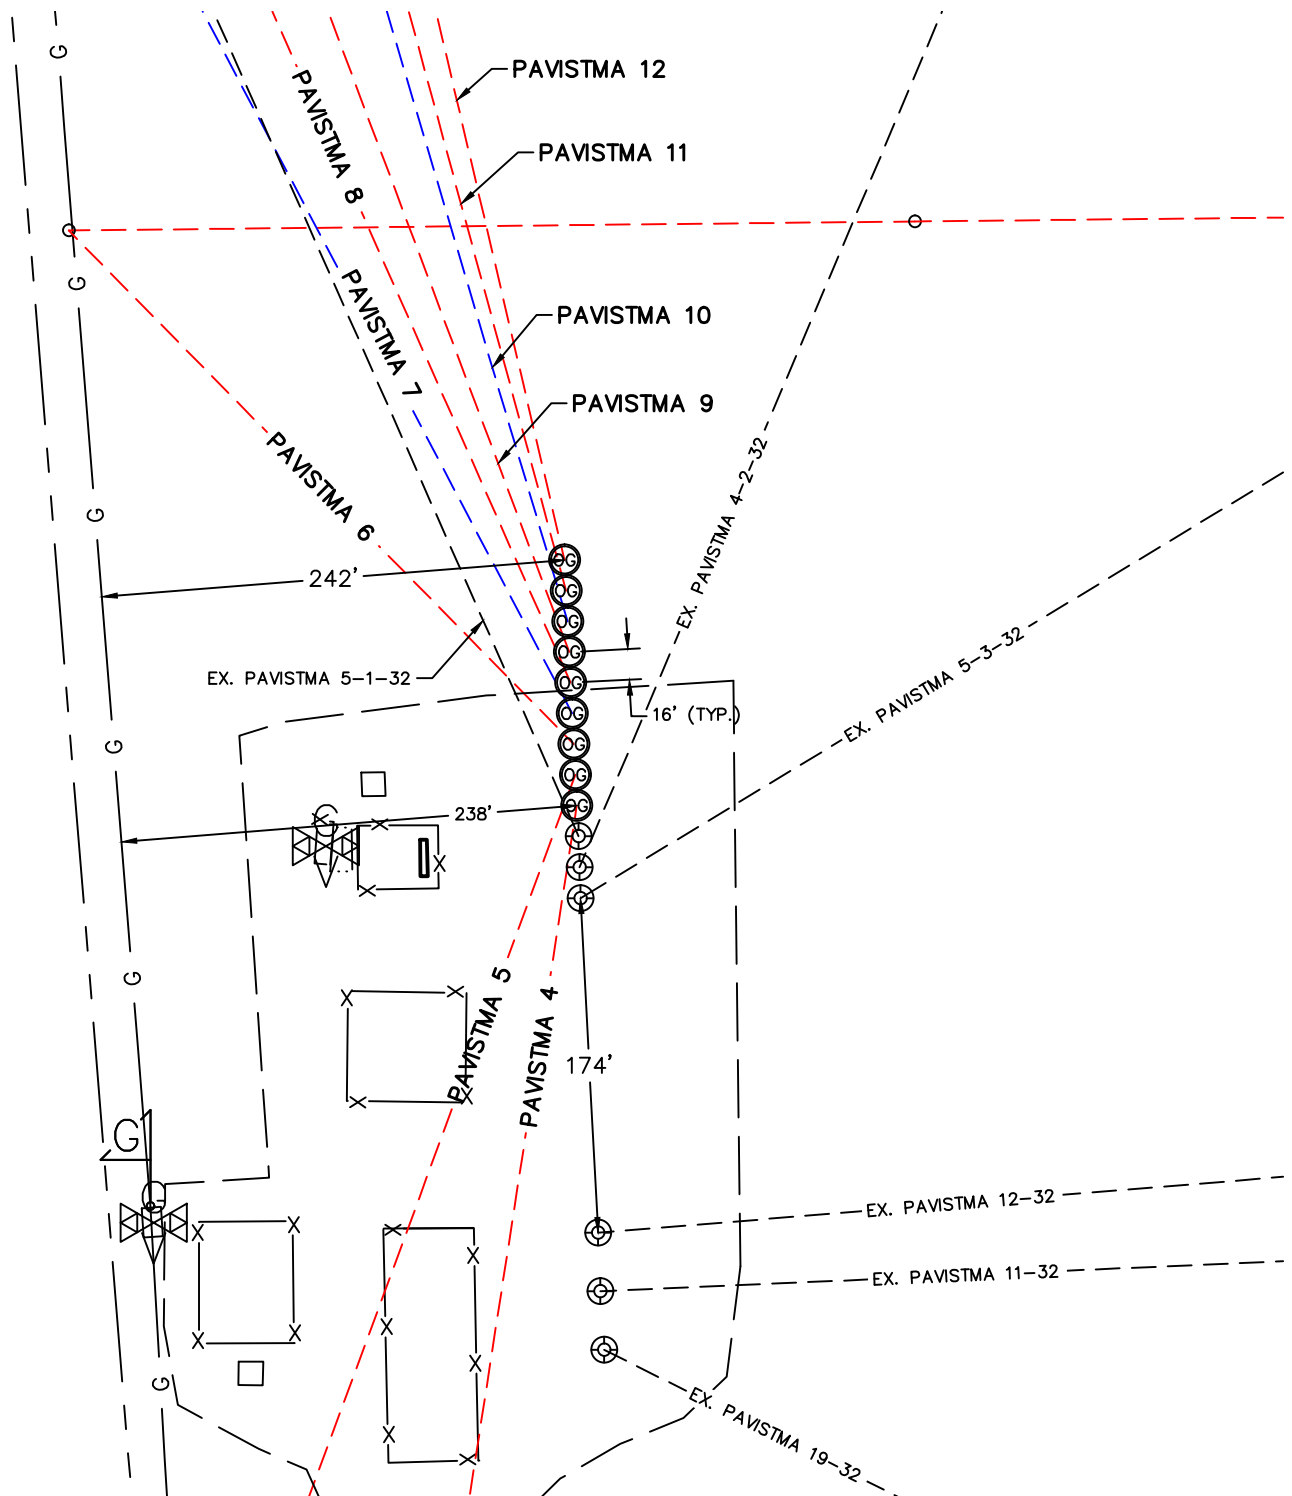 G
PAVISTMA 12
PAVISTMA 8
PAVISTMA 11
G
PAVISTMA 7
PAVISTMA 10
PAVISTMA 9
PAVISTMA 6
EX. PAVISTMA 4-2-32
G
242'
OG
OG
OG
OG
OG
OG
OG
OG
OG
EX. PAVISTMA 5-1-32
EX. PAVISTMA 5-3-32
16' (TYP.)
G
238'
G
PAVISTMA 5
PAVISTMA 4
G
174'
G
G
EX. PAVISTMA 12-32
EX. PAVISTMA 11-32
G
EX. PAVISTMA 19-32